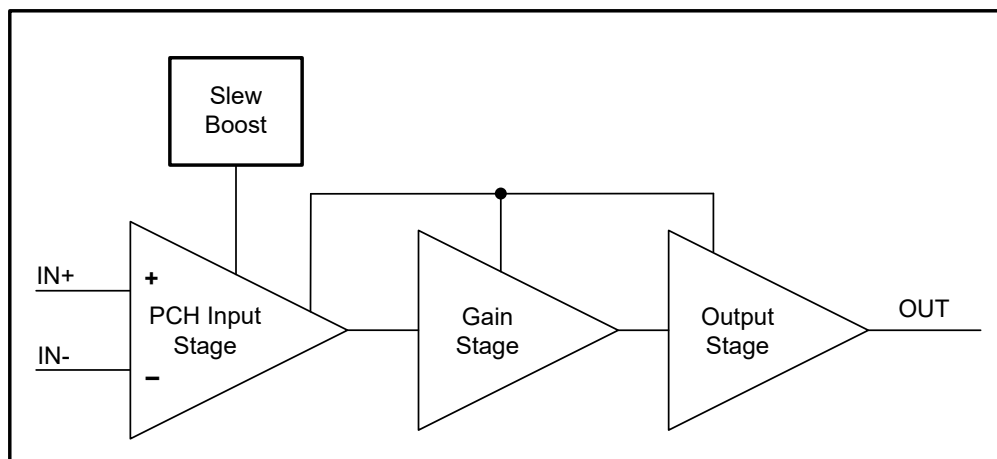 Slew
Boost
IN+
+
PCH Input
Stage
IN-
−
Gain
Stage
Output
Stage
OUT